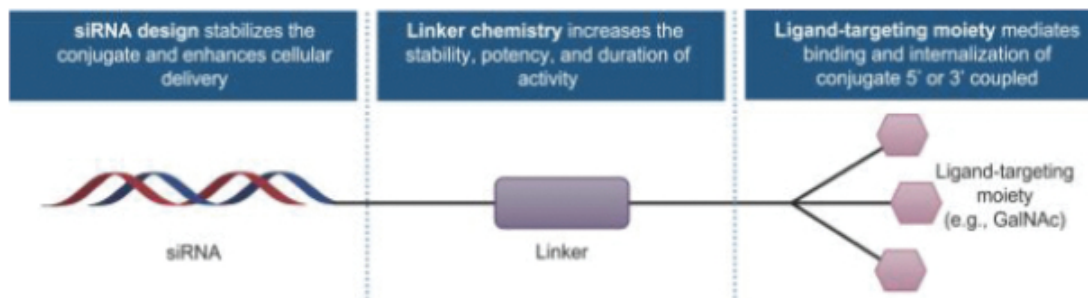 siRNA design stabilizes the
conjugate and enhances cellular
delivery
Linker chemistry increases the
stability, potency, and duration of
activity
Ligand-targeting moiety mediates
binding and internalization of
conjugate 5' or 3' coupled
siRNA
Linker
Ligand-targeting
moiety
(e.g., GalNAc)